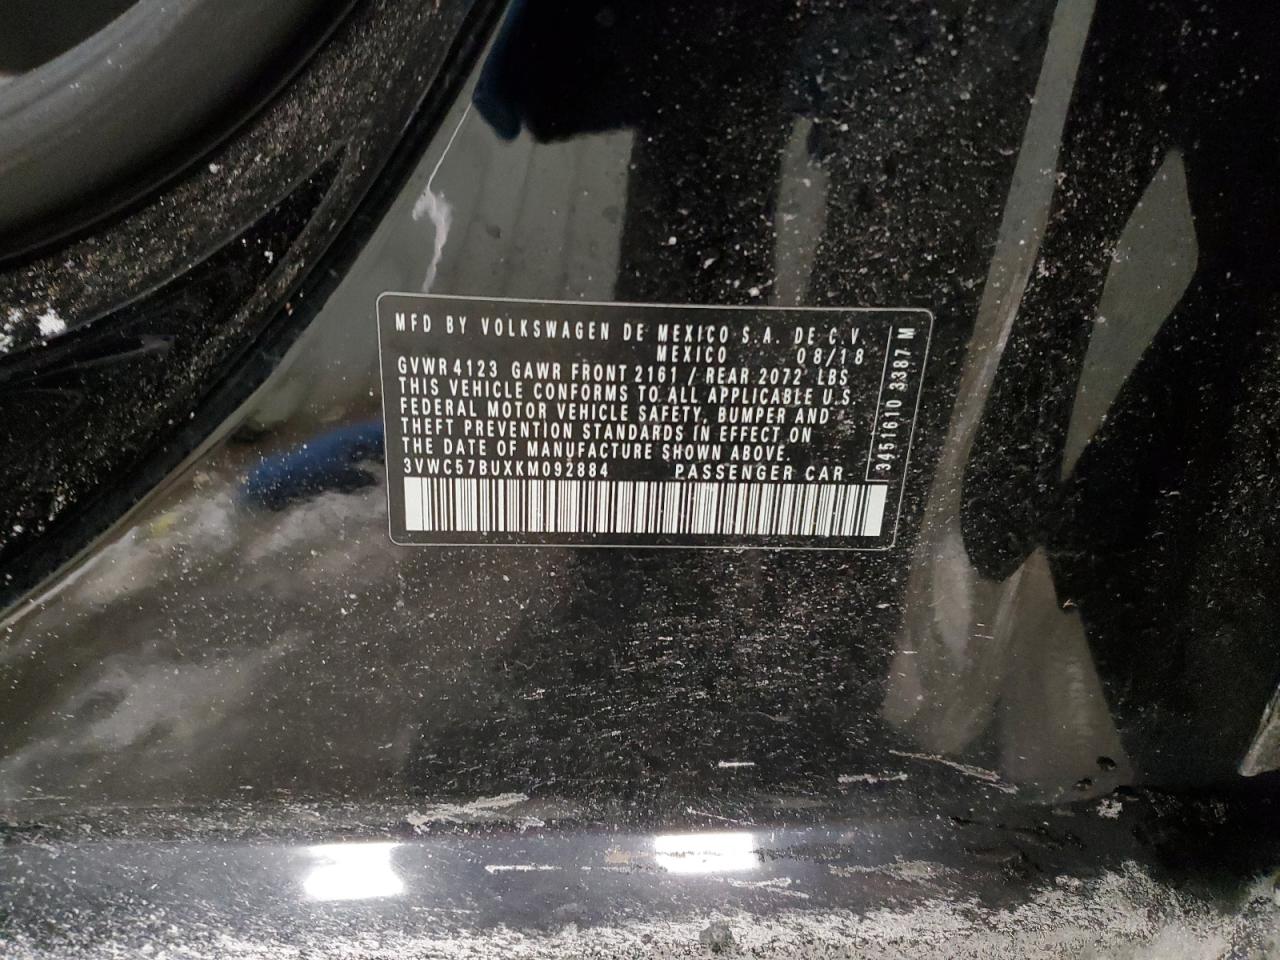 MFD BY VOLKSWAGEN DE MEXICO S.A. DE C.V.
MEXICO 08/18
GVWR 4123 GAWR FRONT 2161 / REAR 2072 LBS
THIS VEHICLE CONFORMS TO ALL APPLICABLE U.S.
FEDERAL MOTOR VEHICLE SAFETY, BUMPER AND
THEFT PREVENTION STANDARDS IN EFFECT ON
THE DATE OF MANUFACTURE SHOWN ABOVE.
3VWC57BUXKM092884 PASSENGER CAR
3451610 3387 M